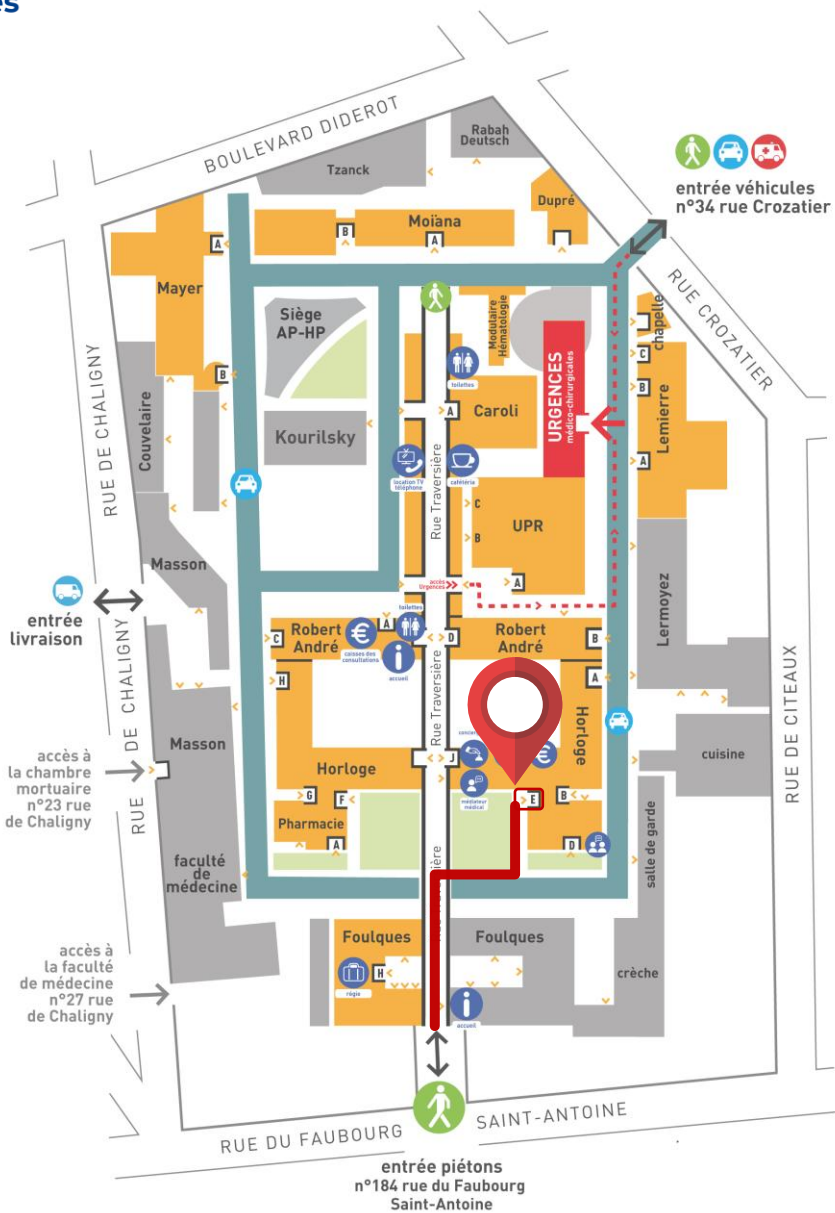 es
BOULEVARD DIDEROT
Rabah
Deutsch
Tzanck
entrée véhicules
n°34 rue Crozatier
Dupré
Moïana
B
A
A
Mayer
RUE CROZATIER
Siège
AP-HP
Modulaire
Hématologie
chapelle
C
B
Lemierre
A
toilettes
URGENCES
médico-chirurgicales
B
A
Caroli
Couvelaire
RUE DE CHALIGNY
Kourilsky
location TV
téléphone
cafétéria
Rue Traversière
C
B
UPR
A
Masson
accès
Urgences
entrée
livraison
Lermoyez
toilettes
A
C
Robert
André
caisses des
consultations
accueil
D
Robert
André
B
RUE DE CITEAUX
H
Rue Traversière
A
Horloge
RUE DE CHALIGNY
Masson
accès à
la chambre
mortuaire
n°23 rue
de Chaligny
Horloge
J
médiateur
médical
cuisine
G
F
E
B
Pharmacie
A
D
salle de garde
faculté
de
médecine
Foulques
Foulques
H
régie
accueil
crèche
accès à
la faculté
de médecine
n°27 rue
de Chaligny
RUE DU FAUBOURG SAINT-ANTOINE
entrée piétons
n°184 rue du Faubourg
Saint-Antoine